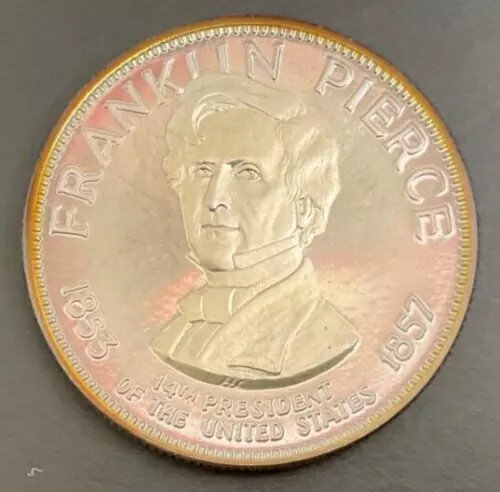 FRANKLIN PIERCE
1853
1857
14TH PRESIDENT
OF THE UNITED STATES